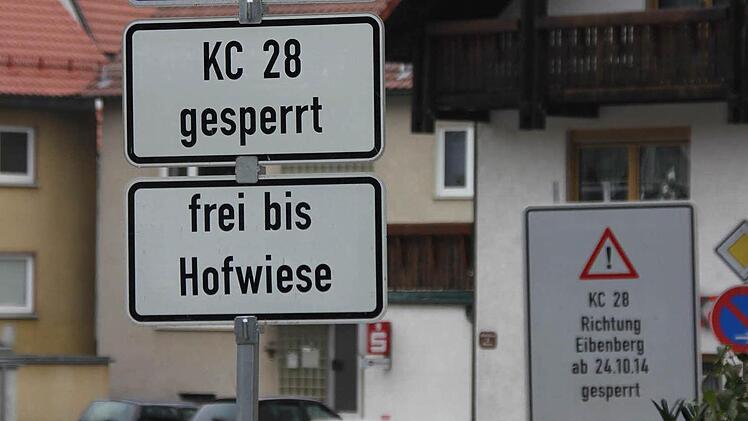 KC 28
gesperrt
frei bis
Hofwiese
KC 28
Richtung
Eibenberg
ab 24.10.14
gesperrt